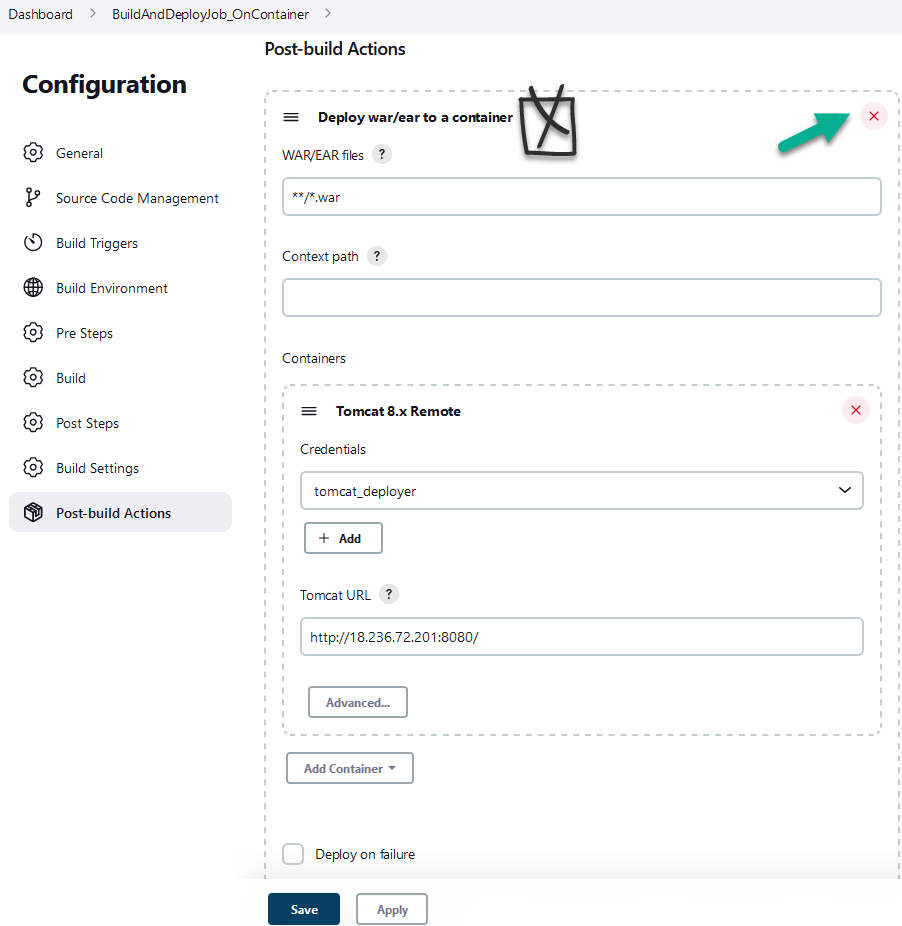 Dashboard > BuildAndDeployJob_OnContainer >
Post-build Actions
Configuration
General
Source Code Management
Build Triggers
Build Environment
Pre Steps
Build
Post Steps
Build Settings
Post-build Actions
Deploy war/ear to a container
WAR/EAR files ?
**/*.war
Context path ?
Containers
Tomcat 8.x Remote
Credentials
tomcat_deployer
+ Add
Tomcat URL ?
http://18.236.72.201:8080/
Advanced...
Add Container
Deploy on failure
Save Apply